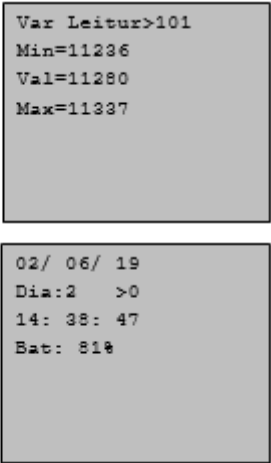 Var Leitur>101
Min=11236
Val=11280
Max=11337
02/ 06/ 19
Dia:2 >0
14: 38: 47
Bat: 81%